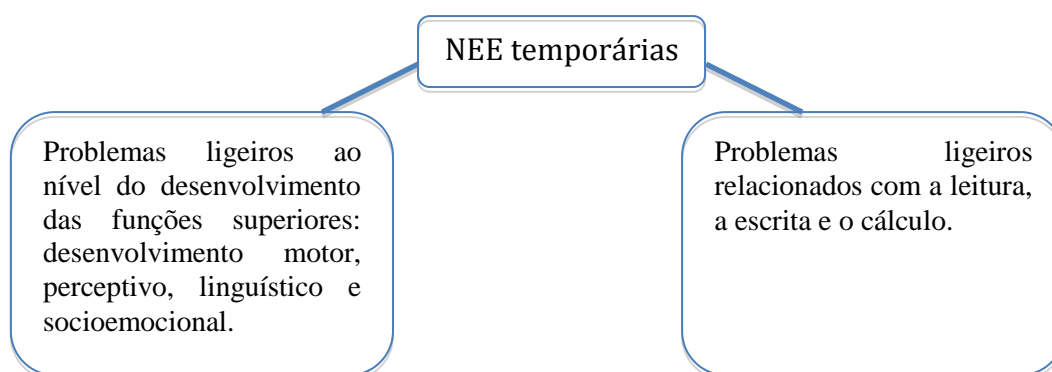 NEE temporárias
Problemas ligeiros ao
nível do desenvolvimento
das funções superiores:
desenvolvimento motor,
perceptivo, linguístico e
socioemocional.
Problemas ligeiros
relacionados com a leitura,
a escrita e o cálculo.